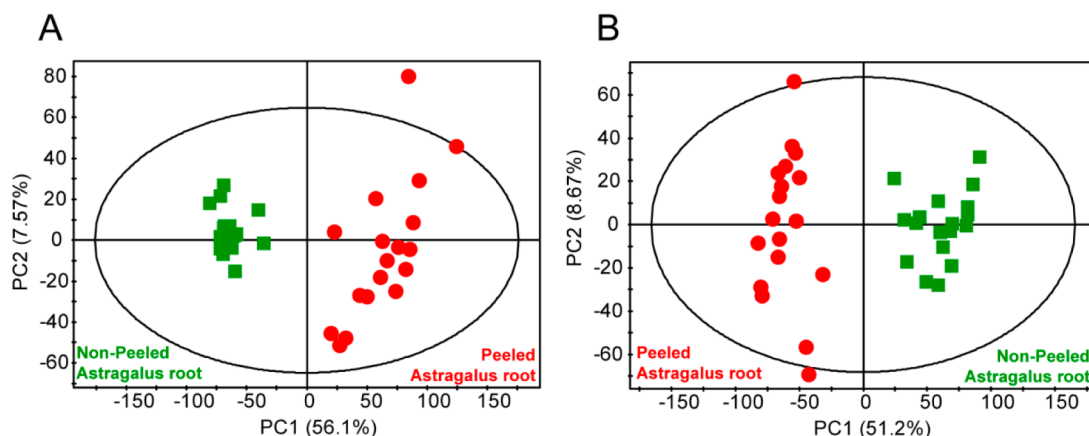 A
80
60
40
20
0
-20
-40
-60
PC2 (7.57%)
Non-Peeled
Astragalus root
Peeled
Astragalus root
-150 -100 -50 0 50 100 150
PC1 (56.1%)
B
60
40
20
0
-20
-40
-60
PC2 (8.67%)
Peeled
Astragalus root
Non-Peeled
Astragalus root
-150 -100 -50 0 50 100 150
PC1 (51.2%)